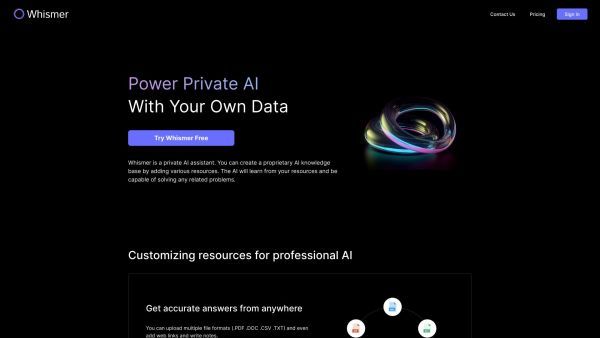 Whismer
Contact Us
Pricing
Sign In
Power Private AI
With Your Own Data
Try Whismer Free
Whismer is a private AI assistant. You can create a proprietary AI knowledge
base by adding various resources. The AI will learn from your resources and be
capable of solving any related problems.
Customizing resources for professional AI
Get accurate answers from anywhere
You can upload multiple file formats (.PDF .DOC .CSV .TXT) and even
add web links and write notes.